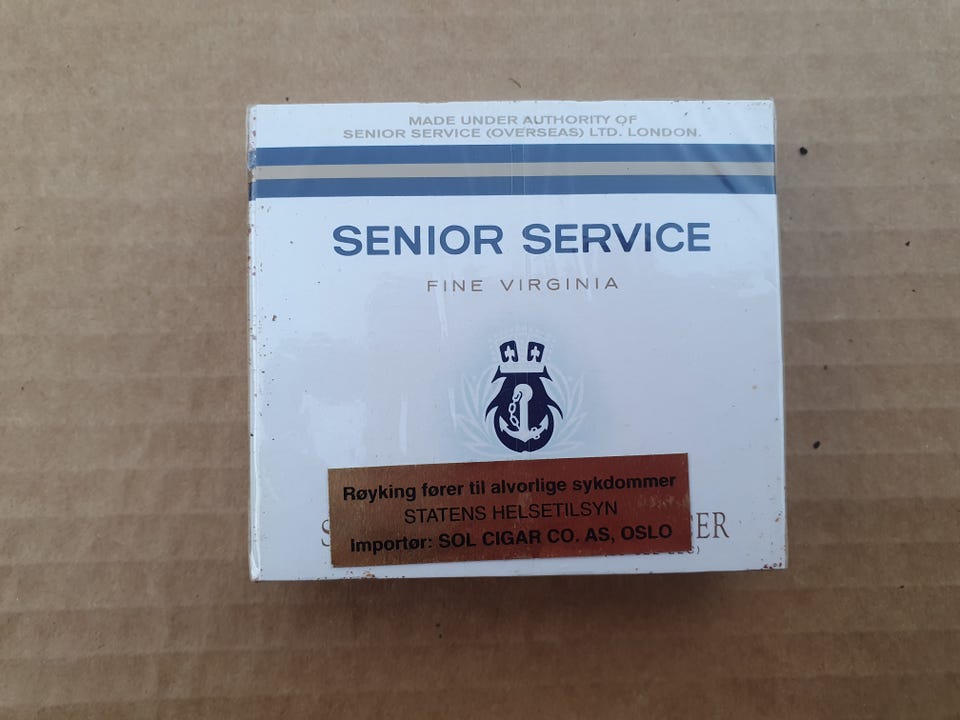 MADE UNDER AUTHORITY OF
SENIOR SERVICE (OVERSEAS) LTD. LONDON.
SENIOR SERVICE
FINE VIRGINIA
Røyking fører til alvorlige sykdommer
STATENS HELSETILSYN
Importør: SOL CIGAR CO. AS, OSLO